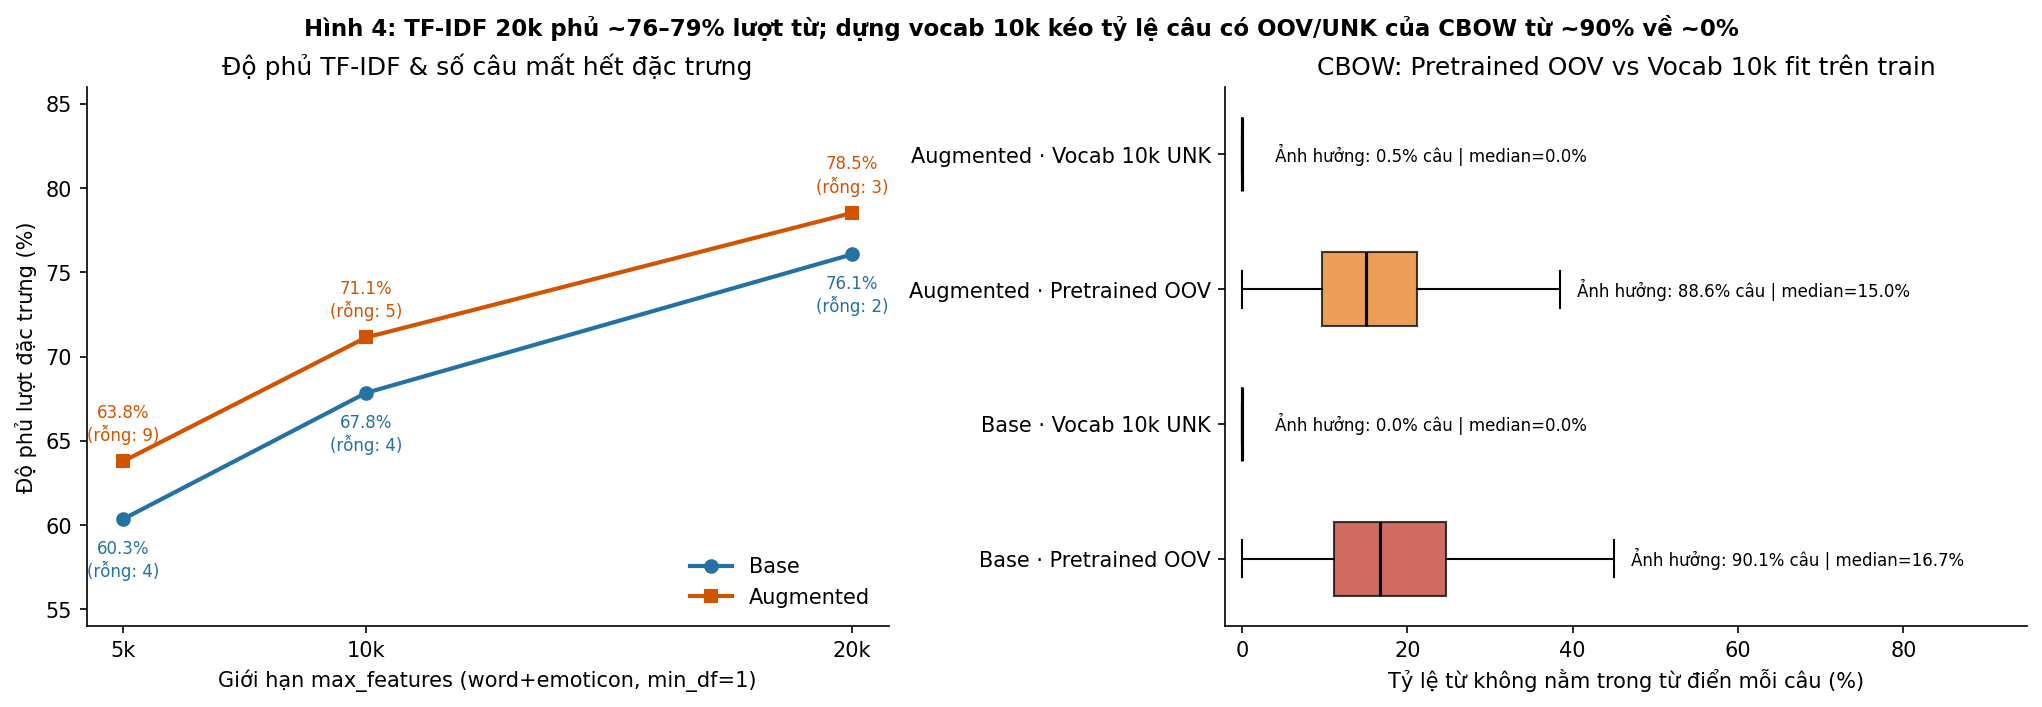 Hình 4: TF-IDF 20k phủ ~76–79% lượt từ; dựng vocab 10k kéo tỷ lệ câu có OOV/UNK của CBOW từ ~90% về ~0%
Độ phủ TF-IDF & số câu mất hết đặc trưng
Độ phủ lượt đặc trưng (%)
85
80
75
70
65
60
55
63.8%
(rỗng: 9)
71.1%
(rỗng: 5)
78.5%
(rỗng: 3)
60.3%
(rỗng: 4)
67.8%
(rỗng: 4)
76.1%
(rỗng: 2)
Base
Augmented
5k
10k
20k
Giới hạn max_features (word+emoticon, min_df=1)
CBOW: Pretrained OOV vs Vocab 10k fit trên train
Augmented · Vocab 10k UNK
Ảnh hưởng: 0.5% câu | median=0.0%
Augmented · Pretrained OOV
Ảnh hưởng: 88.6% câu | median=15.0%
Base · Vocab 10k UNK
Ảnh hưởng: 0.0% câu | median=0.0%
Base · Pretrained OOV
Ảnh hưởng: 90.1% câu | median=16.7%
0
20
40
60
80
Tỷ lệ từ không nằm trong từ điển mỗi câu (%)